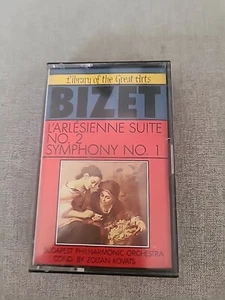 Library of the Great Arts
BIZET
L'ARLÉSIENNE SUITE
NO. 2
SYMPHONY NO. 1
BUDAPEST PHILHARMONIC ORCHESTRA
COND. BY ZOLTAN KOVATS